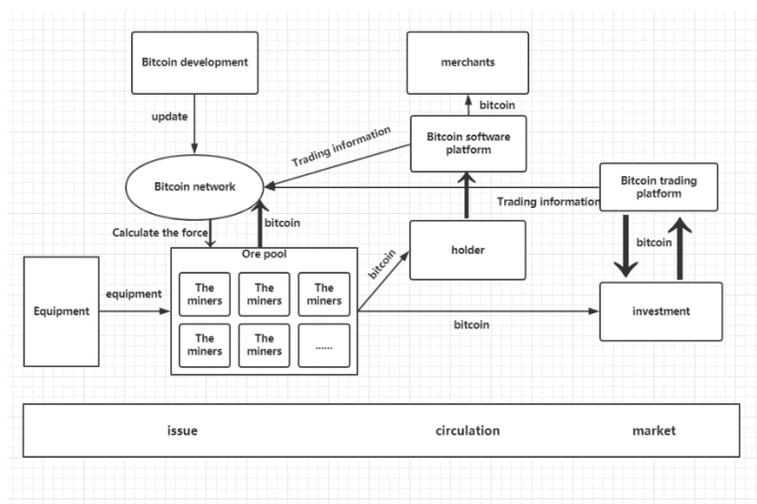 Bitcoin development
merchants
update
bitcoin
Trading information
Bitcoin software
platform
Bitcoin network
Bitcoin trading
platform
Trading information
Calculate the force
bitcoin
Ore pool
holder
bitcoin
bitcoin
Equipment
equipment
The
miners
The
miners
The
miners
The
miners
The
miners
......
investment
bitcoin
issue
circulation
market